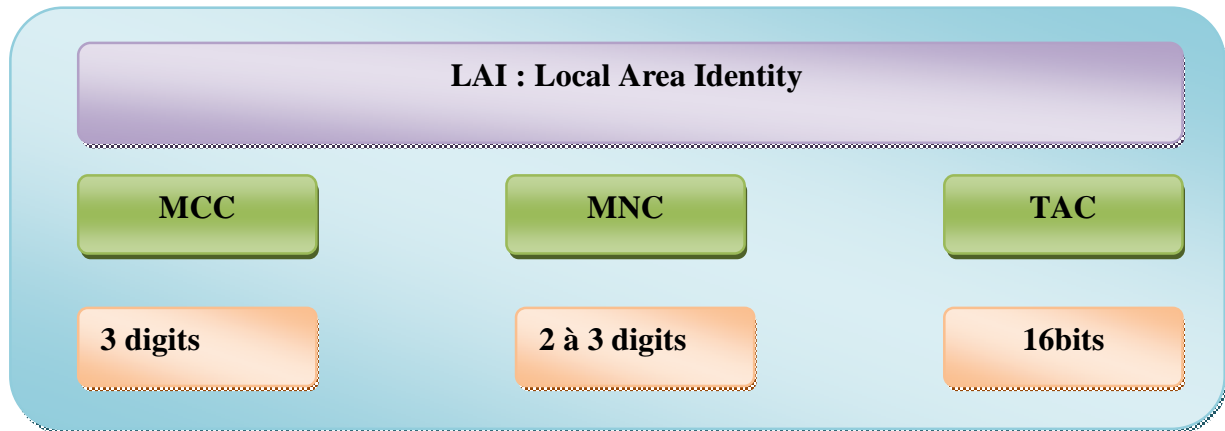 LAI : Local Area Identity
MCC MNC TAC
3 digits 2 à 3 digits 16bits